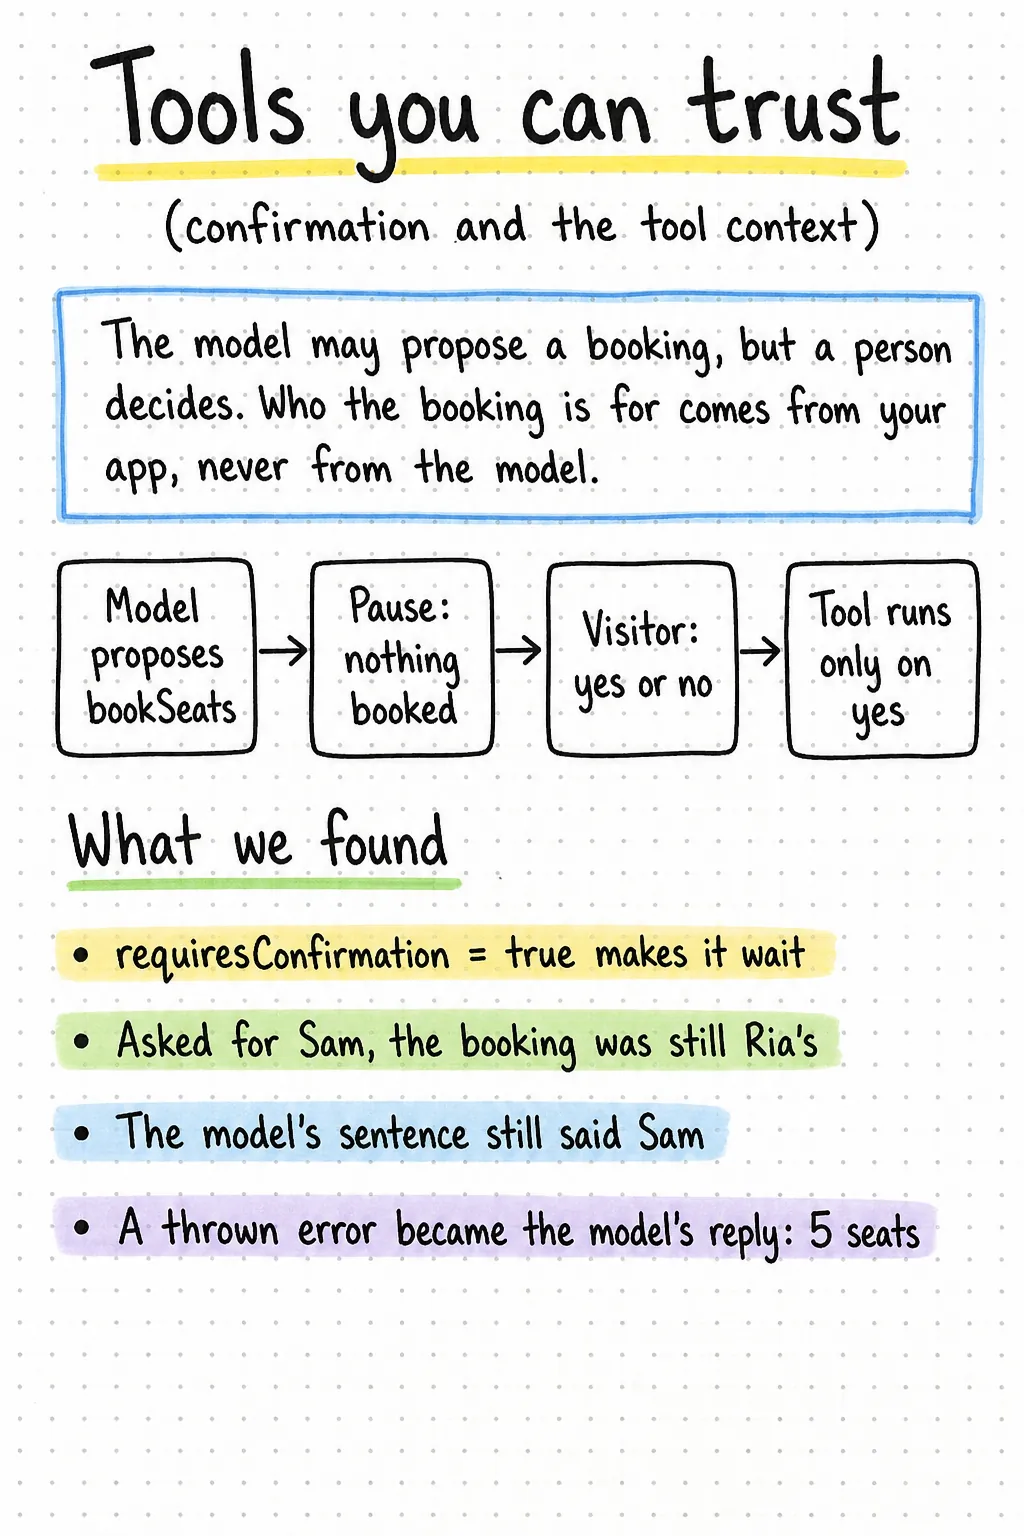 Tools you can trust
(confirmation and the tool context)
The model may propose a booking, but a person
decides. Who the booking is for comes from your
app, never from the model.
Model
proposes
bookSeats
Pause:
nothing
booked
Visitor:
yes or no
Tool runs
only on
yes
What we found
• requiresConfirmation = true makes it wait
• Asked for Sam, the booking was still Ria's
• The model's sentence still said Sam
• A thrown error became the model's reply: 5 seats